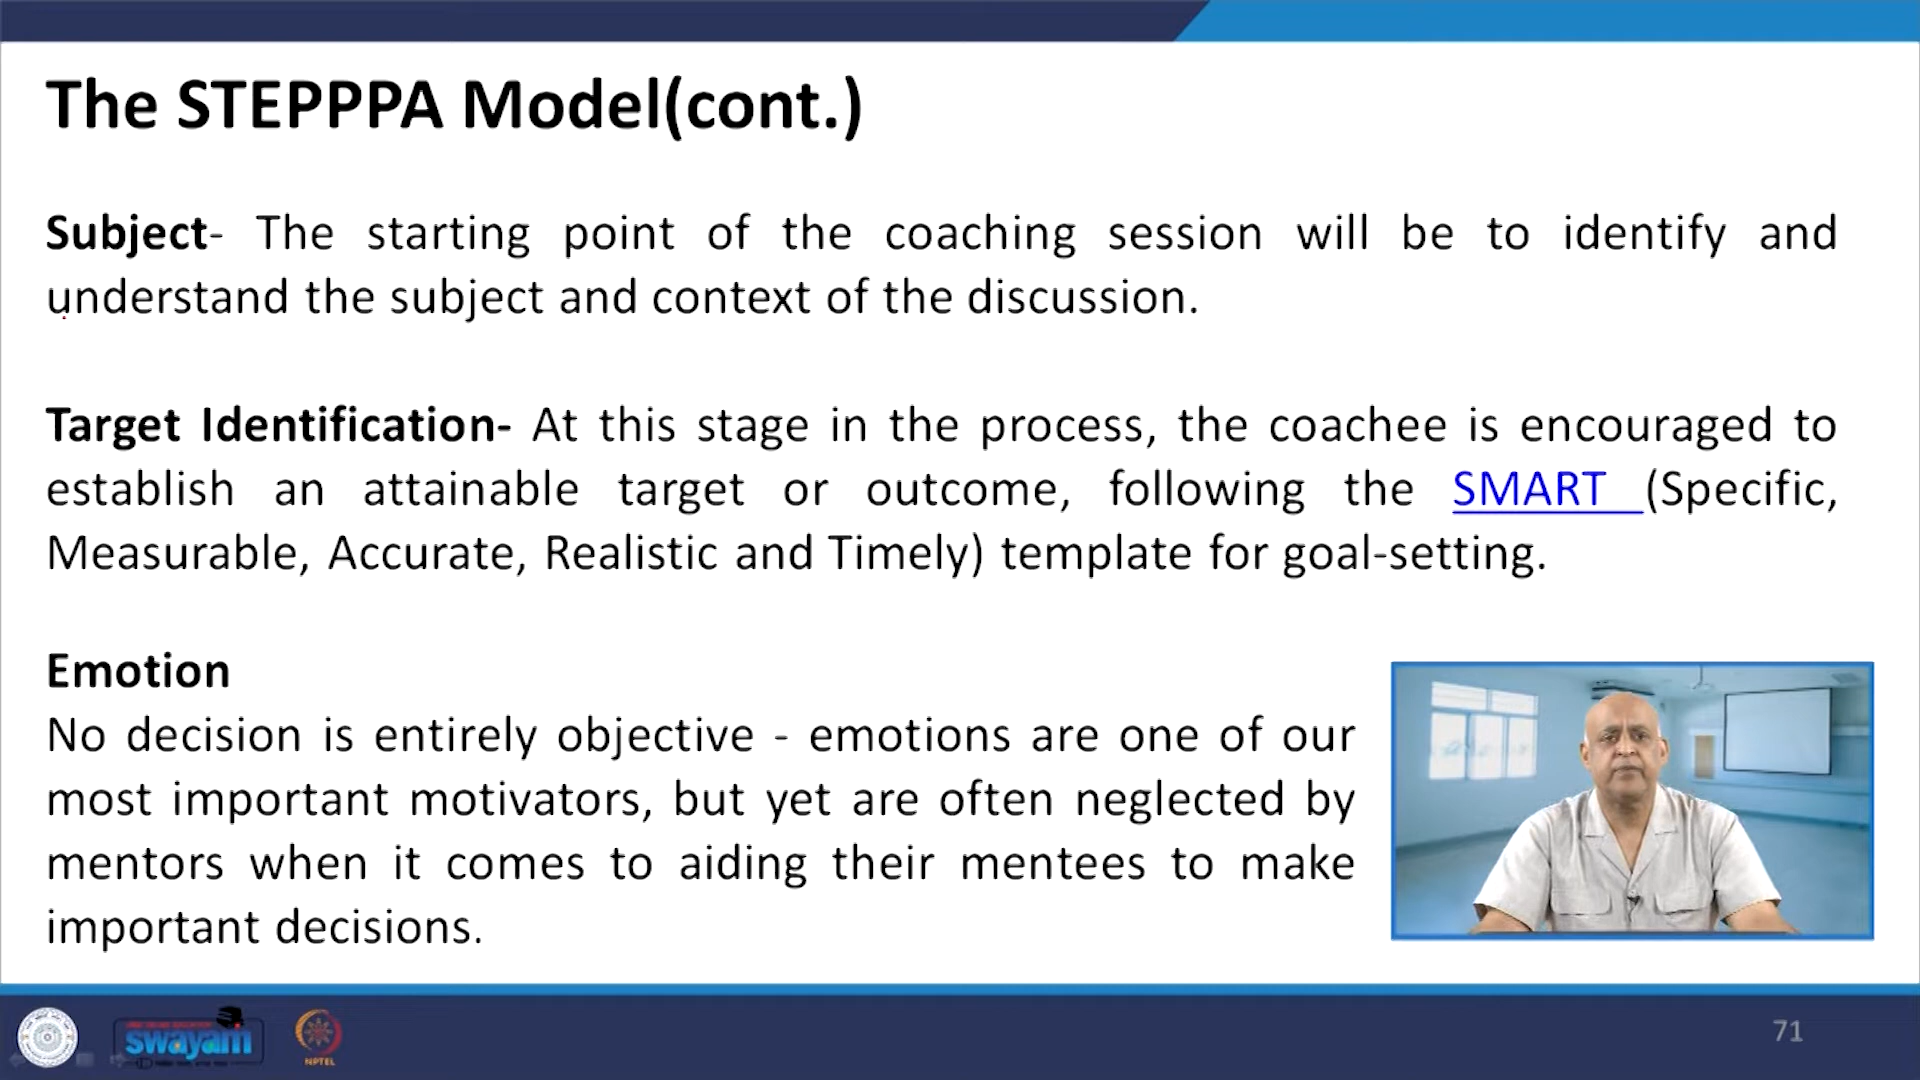 The STEPPPA Model(cont.)
Subject- The starting point of the coaching session will be to identify and
understand the subject and context of the discussion.
Target Identification- At this stage in the process, the coachee is encouraged to
establish an attainable target or outcome, following the SMART (Specific,
Measurable, Accurate, Realistic and Timely) template for goal-setting.
Emotion
No decision is entirely objective - emotions are one of our
most important motivators, but yet are often neglected by
mentors when it comes to aiding their mentees to make
important decisions.
swayam
NPTEL
71